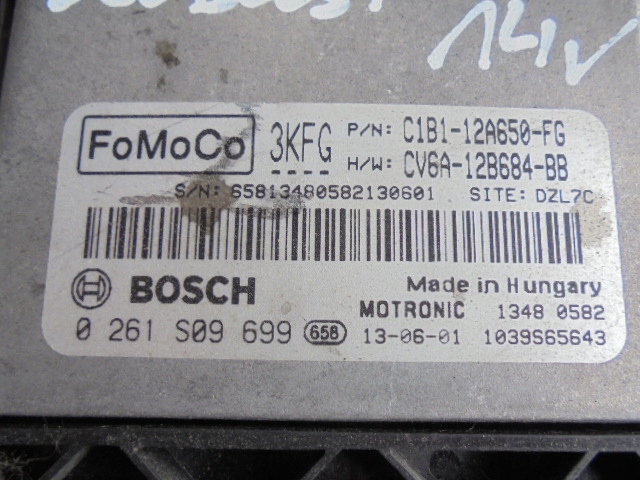 14v
FoMoCo 3KFG P/N: C1B1-12A650-FG
H/W: CV6A-12B684-BB
S/N: 65813480582130601 SITE: DZL7C
BOSCH Made in Hungary
MOTRONIC 1348 0582
0 261 S09 699 658 13-06-01 1039S65643